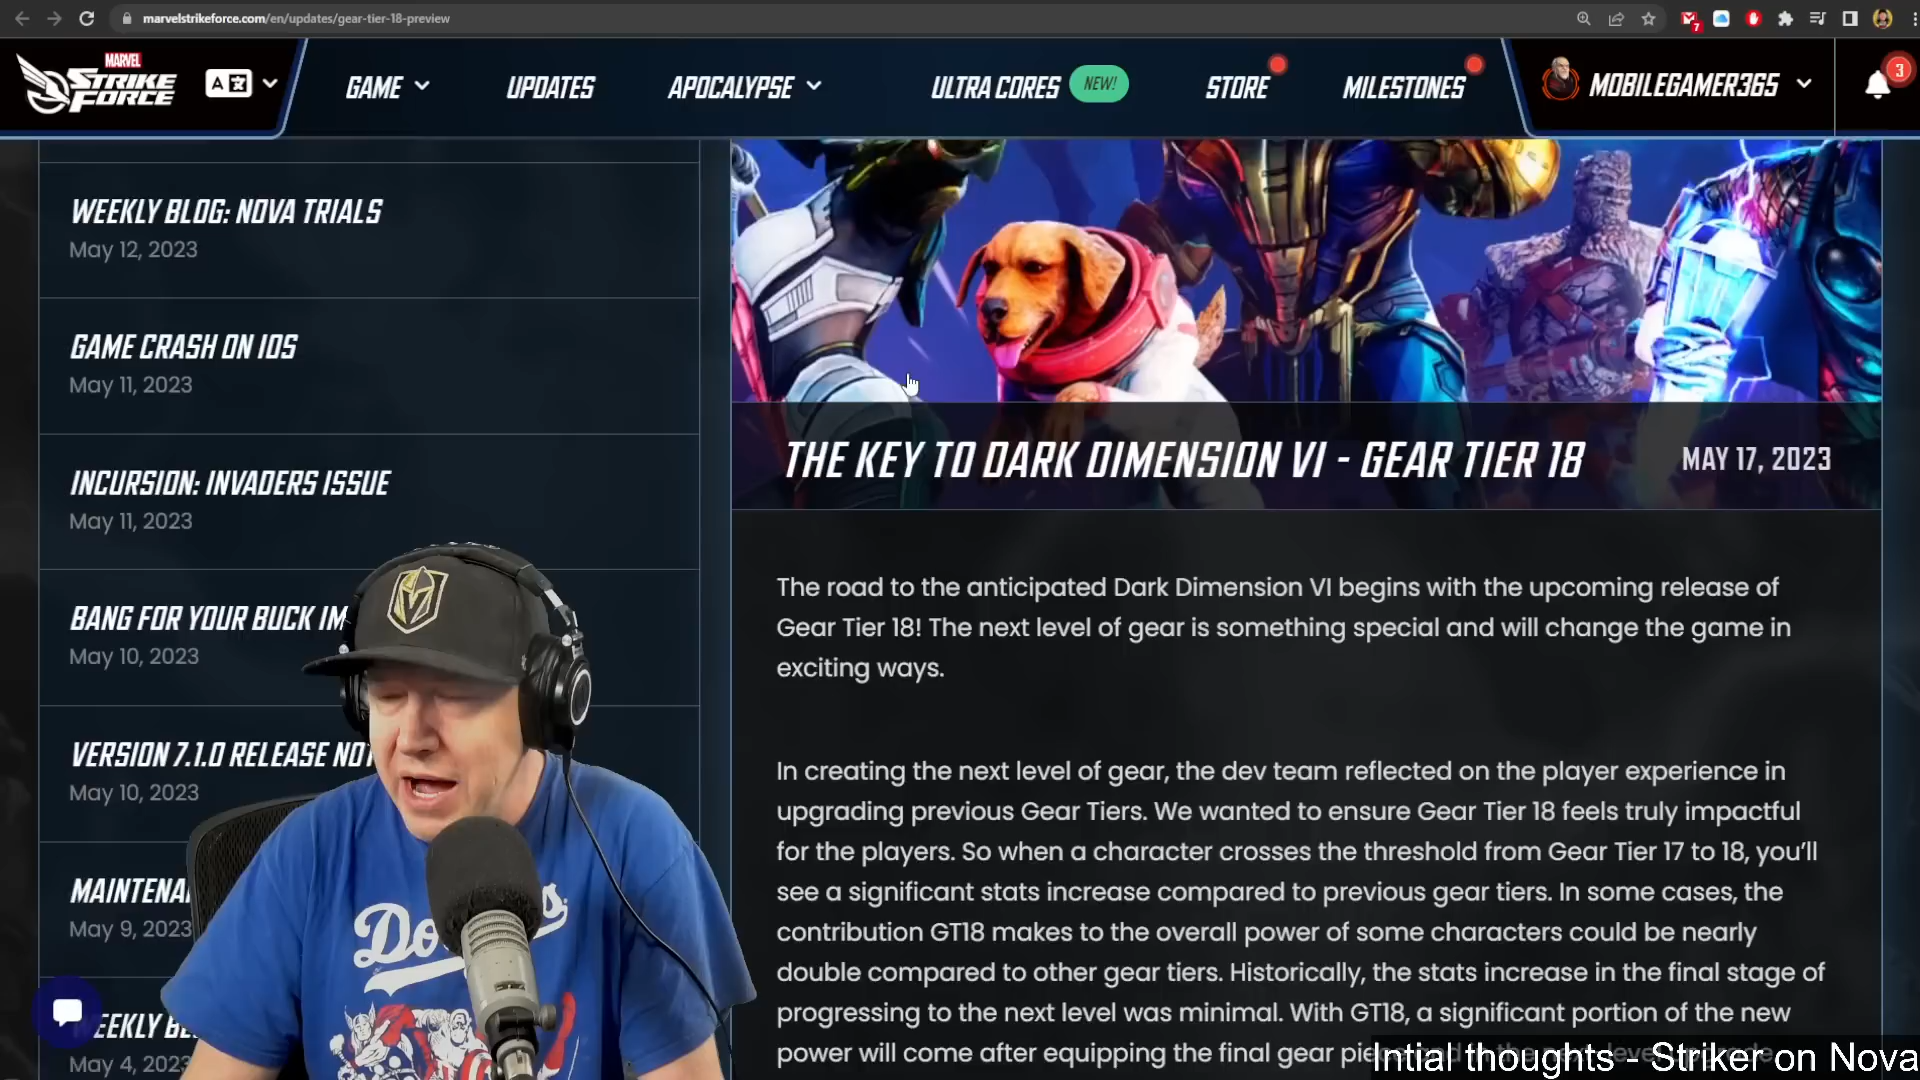 marvelstrikeforce.com/en/updates/gear-tier-18-preview
7
MARVEL
STRIKE
FORCE
A
GAME
UPDATES
APOCALYPSE
ULTRA CORES
NEW!
STORE
MILESTONES
MOBILEGAMER365
3
WEEKLY BLOG: NOVA TRIALS
May 12, 2023
GAME CRASH ON IOS
May 11, 2023
INCURSION: INVADERS ISSUE
May 11, 2023
BANG FOR YOUR BUCK IM
May 10, 2023
VERSION 7.1.0 RELEASE NOT
May 10, 2023
MAINTENA
May 9, 2023
WEEKLY BL
May 4, 2023
THE KEY TO DARK DIMENSION VI - GEAR TIER 18
MAY 17, 2023
The road to the anticipated Dark Dimension VI begins with the upcoming release of
Gear Tier 18! The next level of gear is something special and will change the game in
exciting ways.
In creating the next level of gear, the dev team reflected on the player experience in
upgrading previous Gear Tiers. We wanted to ensure Gear Tier 18 feels truly impactful
for the players. So when a character crosses the threshold from Gear Tier 17 to 18, you'll
see a significant stats increase compared to previous gear tiers. In some cases, the
contribution GT18 makes to the overall power of some characters could be nearly
double compared to other gear tiers. Historically, the stats increase in the final stage of
progressing to the next level was minimal. With GT18, a significant portion of the new
power will come after equipping the final gear pie
Intial thoughts - Striker on Nova
Do